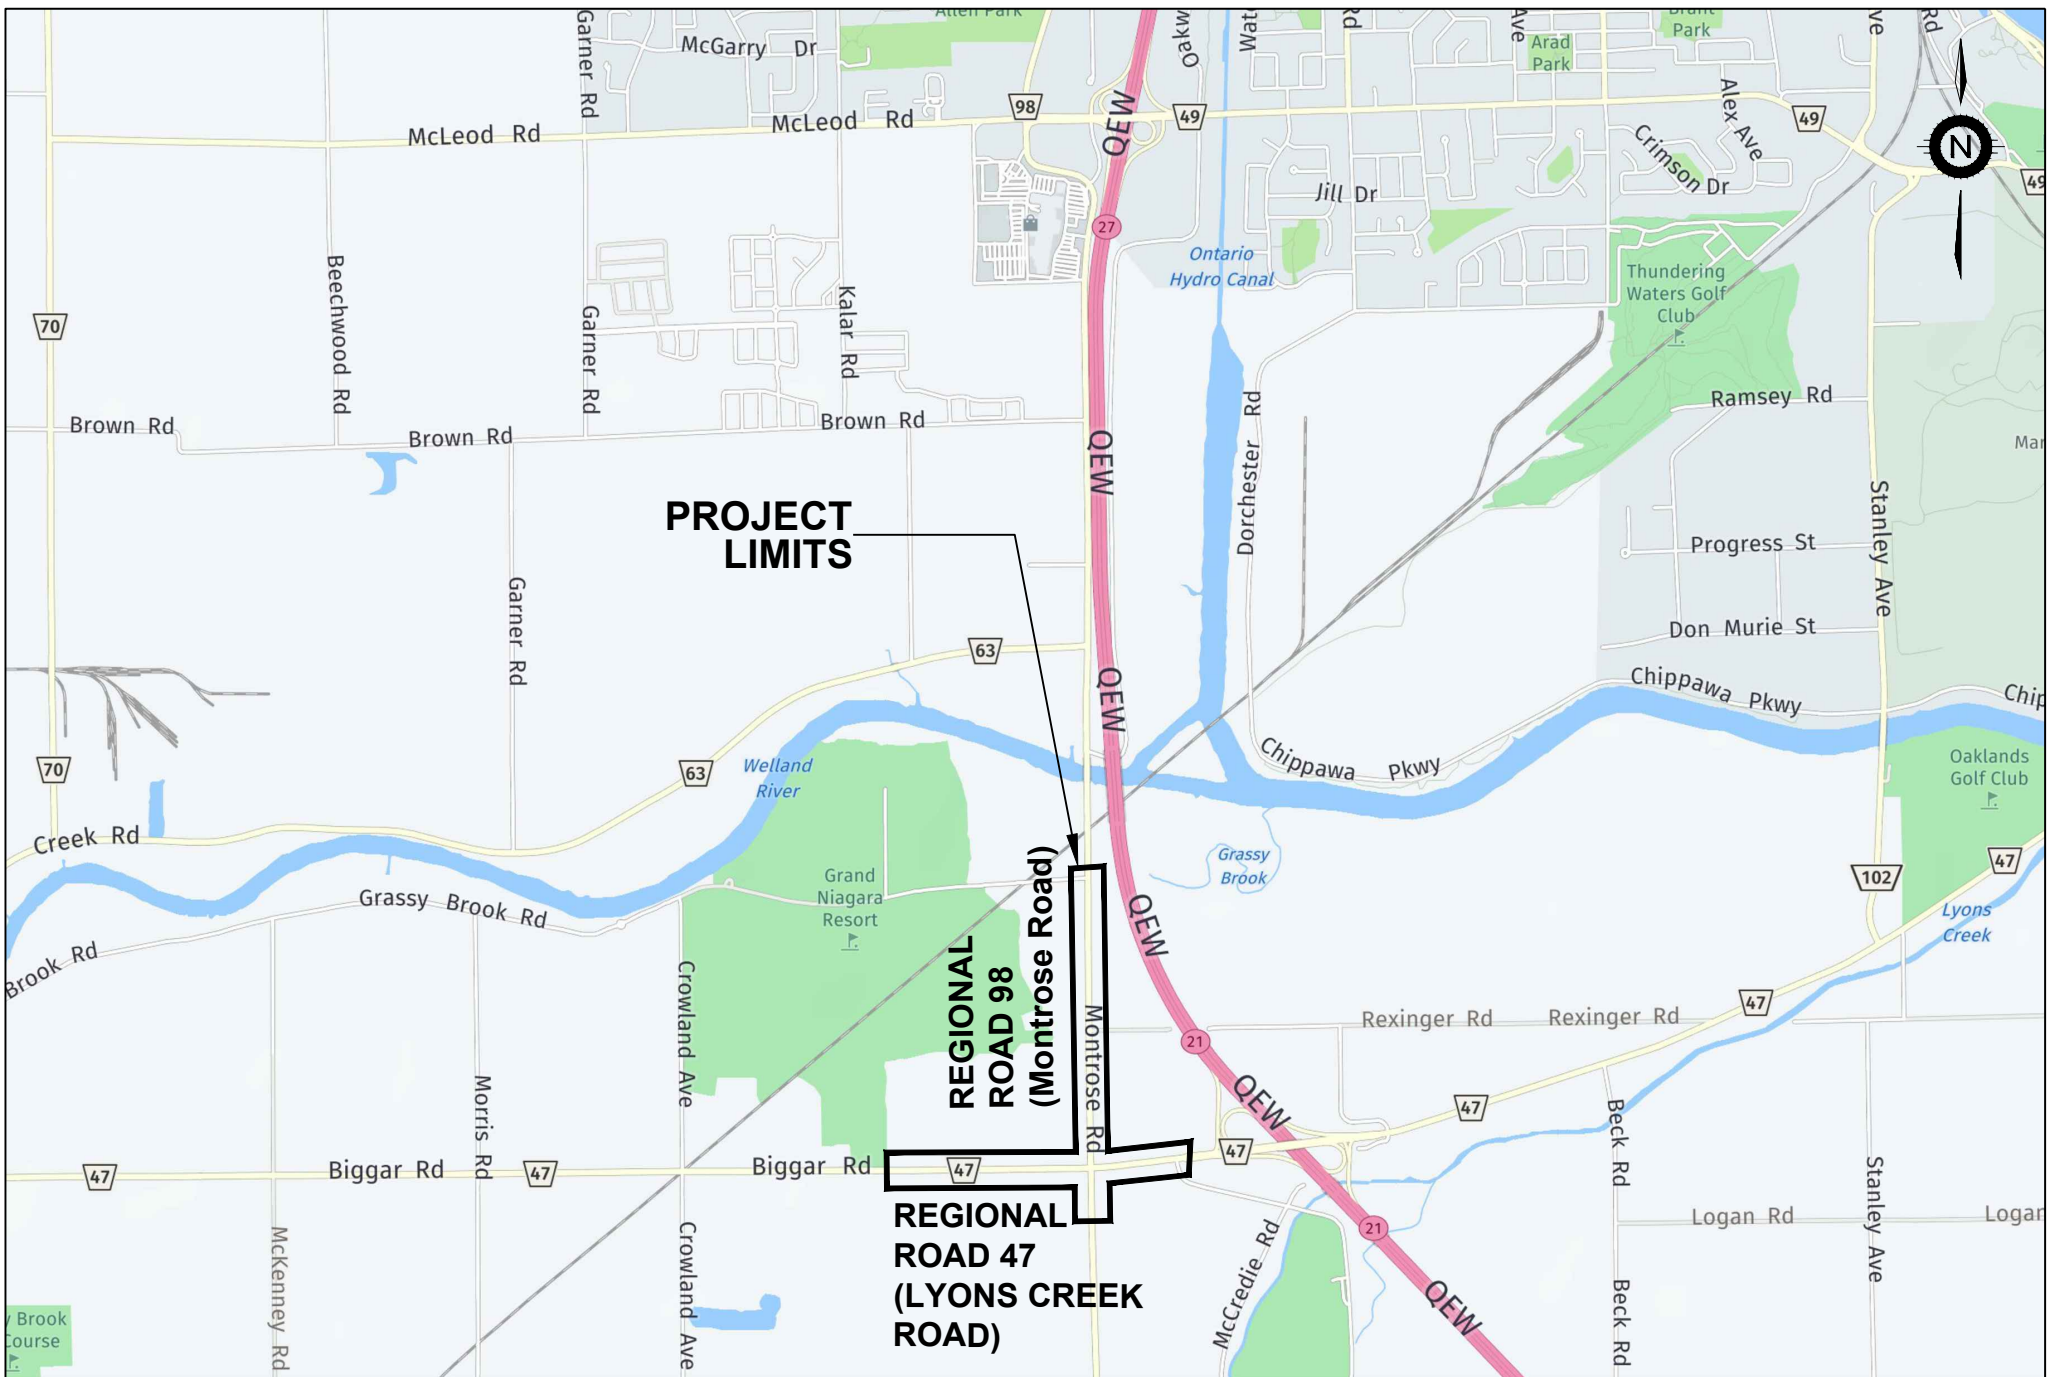 Allen Park
Garner Rd
McGarry Dr
98
QEW
49
Rd
Ave
Arad
Park
Brant
Park
Alex Ave
49
Rd
N
McLeod Rd
McLeod Rd
Crimson Dr
Jill Dr
49
27
Ontario
Hydro Canal
Thundering
Waters Golf
Club
70
Beechwood Rd
Garner Rd
Kalar Rd
Brown Rd
Brown Rd
Brown Rd
QEW
Dorchester Rd
Ramsey Rd
Stanley Ave
PROJECT
LIMITS
Progress St
Don Murie St
Garner Rd
63
QEW
Chippawa Pkwy
70
63
Welland
River
Chippawa Pkwy
Oaklands
Golf Club
Creek Rd
Grassy Brook Rd
Brook Rd
Grand
Niagara
Resort
Grassy
Brook
102
47
Lyons
Creek
QEW
REGIONAL
ROAD 98
(Montrose Road)
Crowland Ave
Montrose Rd
21
Rexinger Rd
Rexinger Rd
47
Morris Rd
QEW
47
Beck Rd
47
Biggar Rd
47
Biggar Rd
47
47
REGIONAL
ROAD 47
(LYONS CREEK
ROAD)
Stanley Ave
Logan Rd
Logan
21
McKenney Rd
Crowland Ave
McCredie Rd
QEW
Beck Rd
Brook
Course